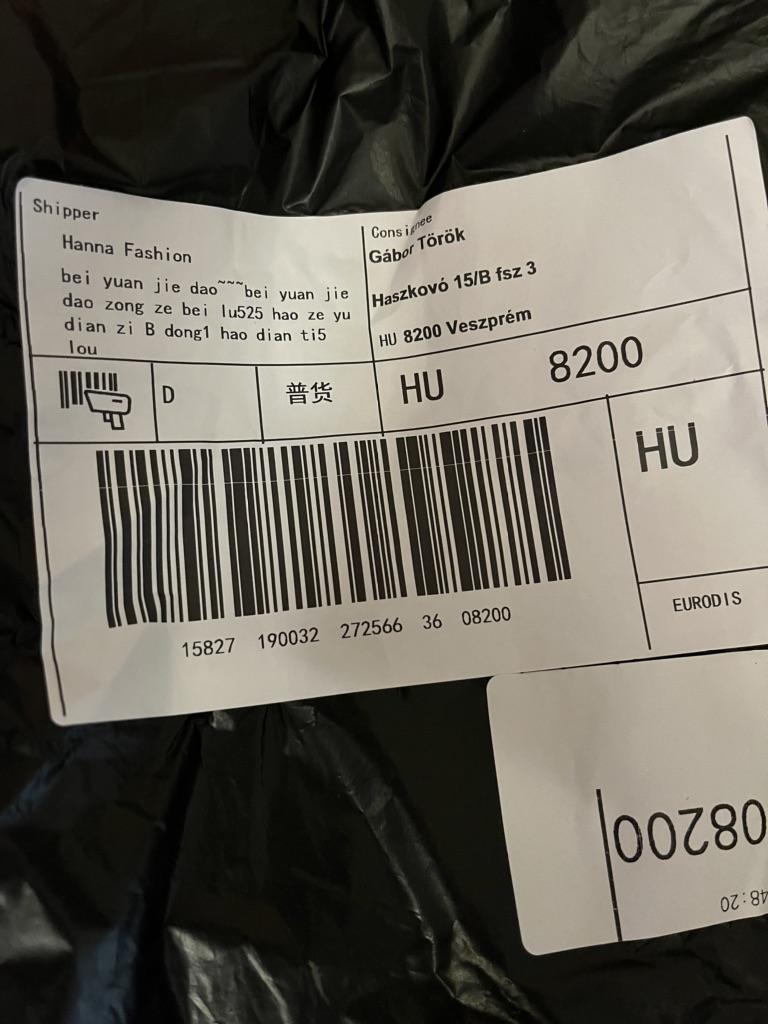 Shipper
Hanna Fashion
bei yuan jie dao~~~bei yuan jie
dao zong ze bei lu525 hao ze yu
dian zi B dong1 hao dian ti5
lou
Consignee
Gábor Török
Haszkovó 15/B fsz 3
HU 8200 Veszprém
D
普货
HU 8200
HU
EURODIS
15827 190032 272566 36 08200
08200
48:20